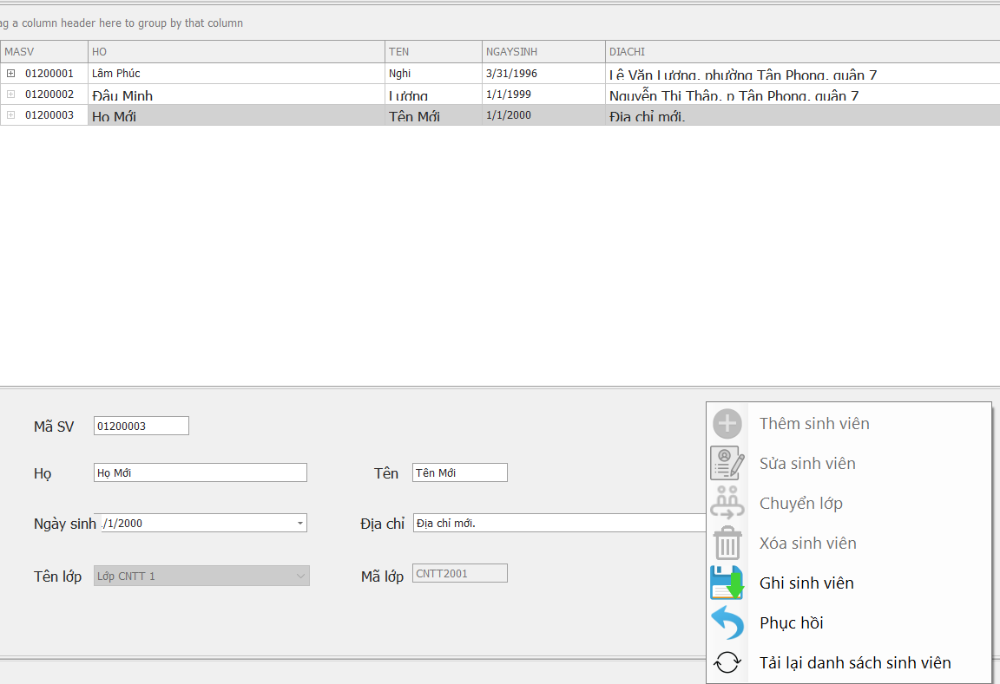 ag a column header here to group by that column
MASV HO TEN NGAYSINH DIACHI
01200001 Lâm Phúc Nghi 3/31/1996 Lê Văn Lương, phường Tân Phong, quận 7
01200002 Đậu Minh Lượng 1/1/1999 Nguyễn Thị Thập, p Tân Phong, quận 7
01200003 Họ Mới Tên Mới 1/1/2000 Địa chỉ mới.
Mã SV 01200003
Họ Họ Mới Tên Tên Mới
Ngày sinh /1/2000 Địa chỉ Địa chỉ mới.
Tên lớp Lớp CNTT 1 Mã lớp CNTT2001
Thêm sinh viên
Sửa sinh viên
Chuyển lớp
Xóa sinh viên
Ghi sinh viên
Phục hồi
Tải lại danh sách sinh viên